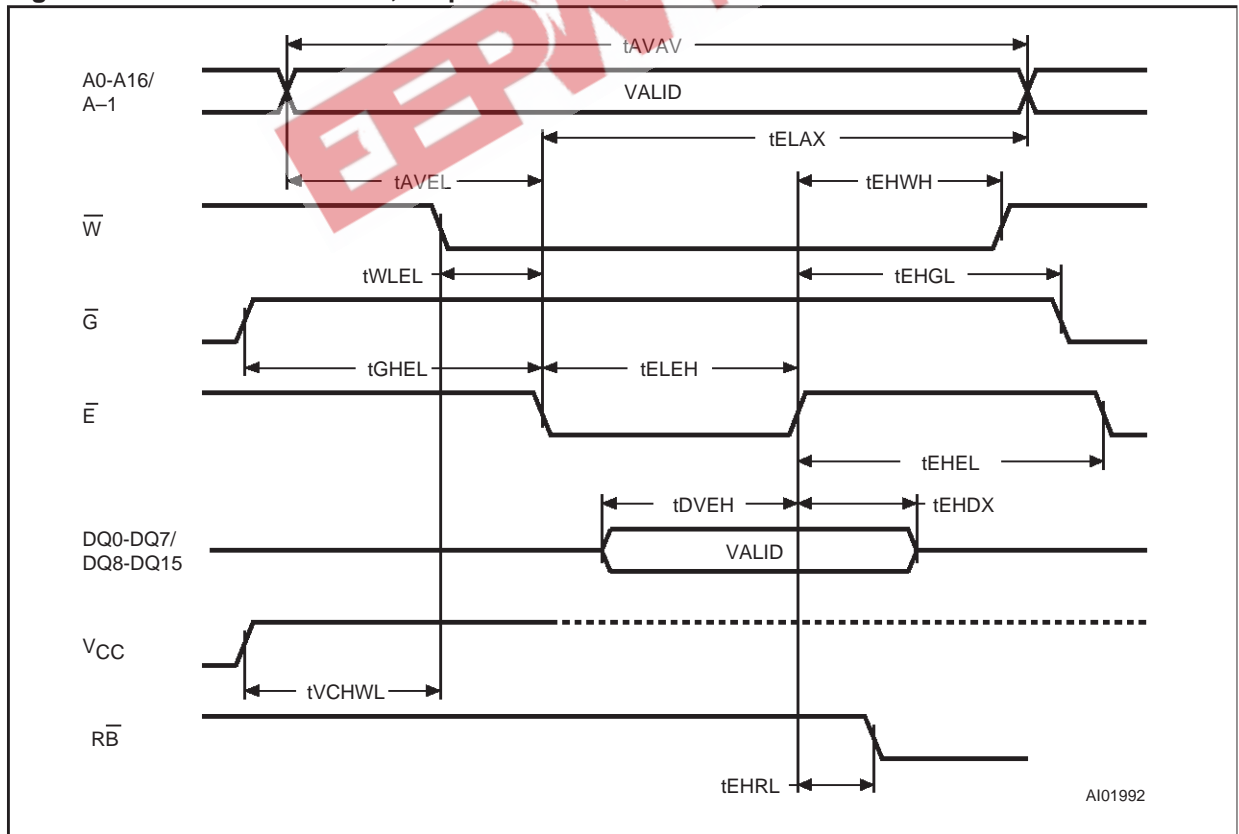 tAVAV
A0-A16/
A–1
VALID
tELAX
tAVEL
tEHWH
W̅
tWLEL
tEHGL
G̅
tGHEL
tELEH
E̅
tEHEL
tDVEH
tEHDX
DQ0-DQ7/
DQ8-DQ15
VALID
VCC
tVCHWL
RB̅
tEHRL
AI01992